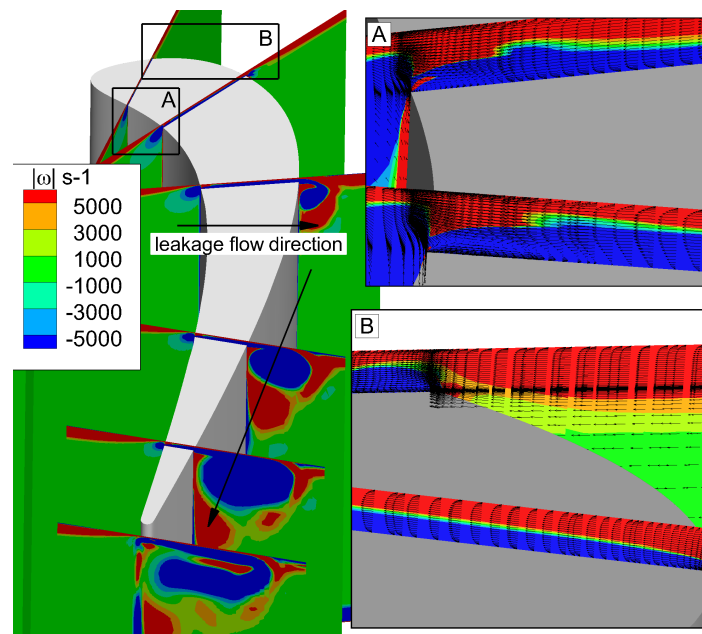 B
A
|ω| s-1
5000
3000
1000
-1000
-3000
-5000
leakage flow direction
A
B